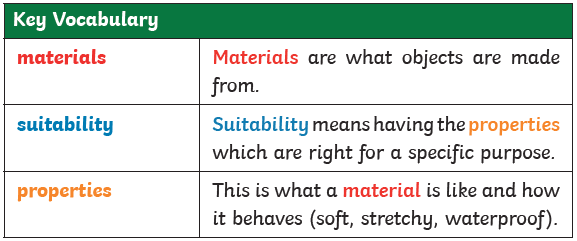 Key Vocabulary
materials
Materials are what objects are made
from.
suitability
Suitability means having the properties
which are right for a specific purpose.
properties
This is what a material is like and how
it behaves (soft, stretchy, waterproof).